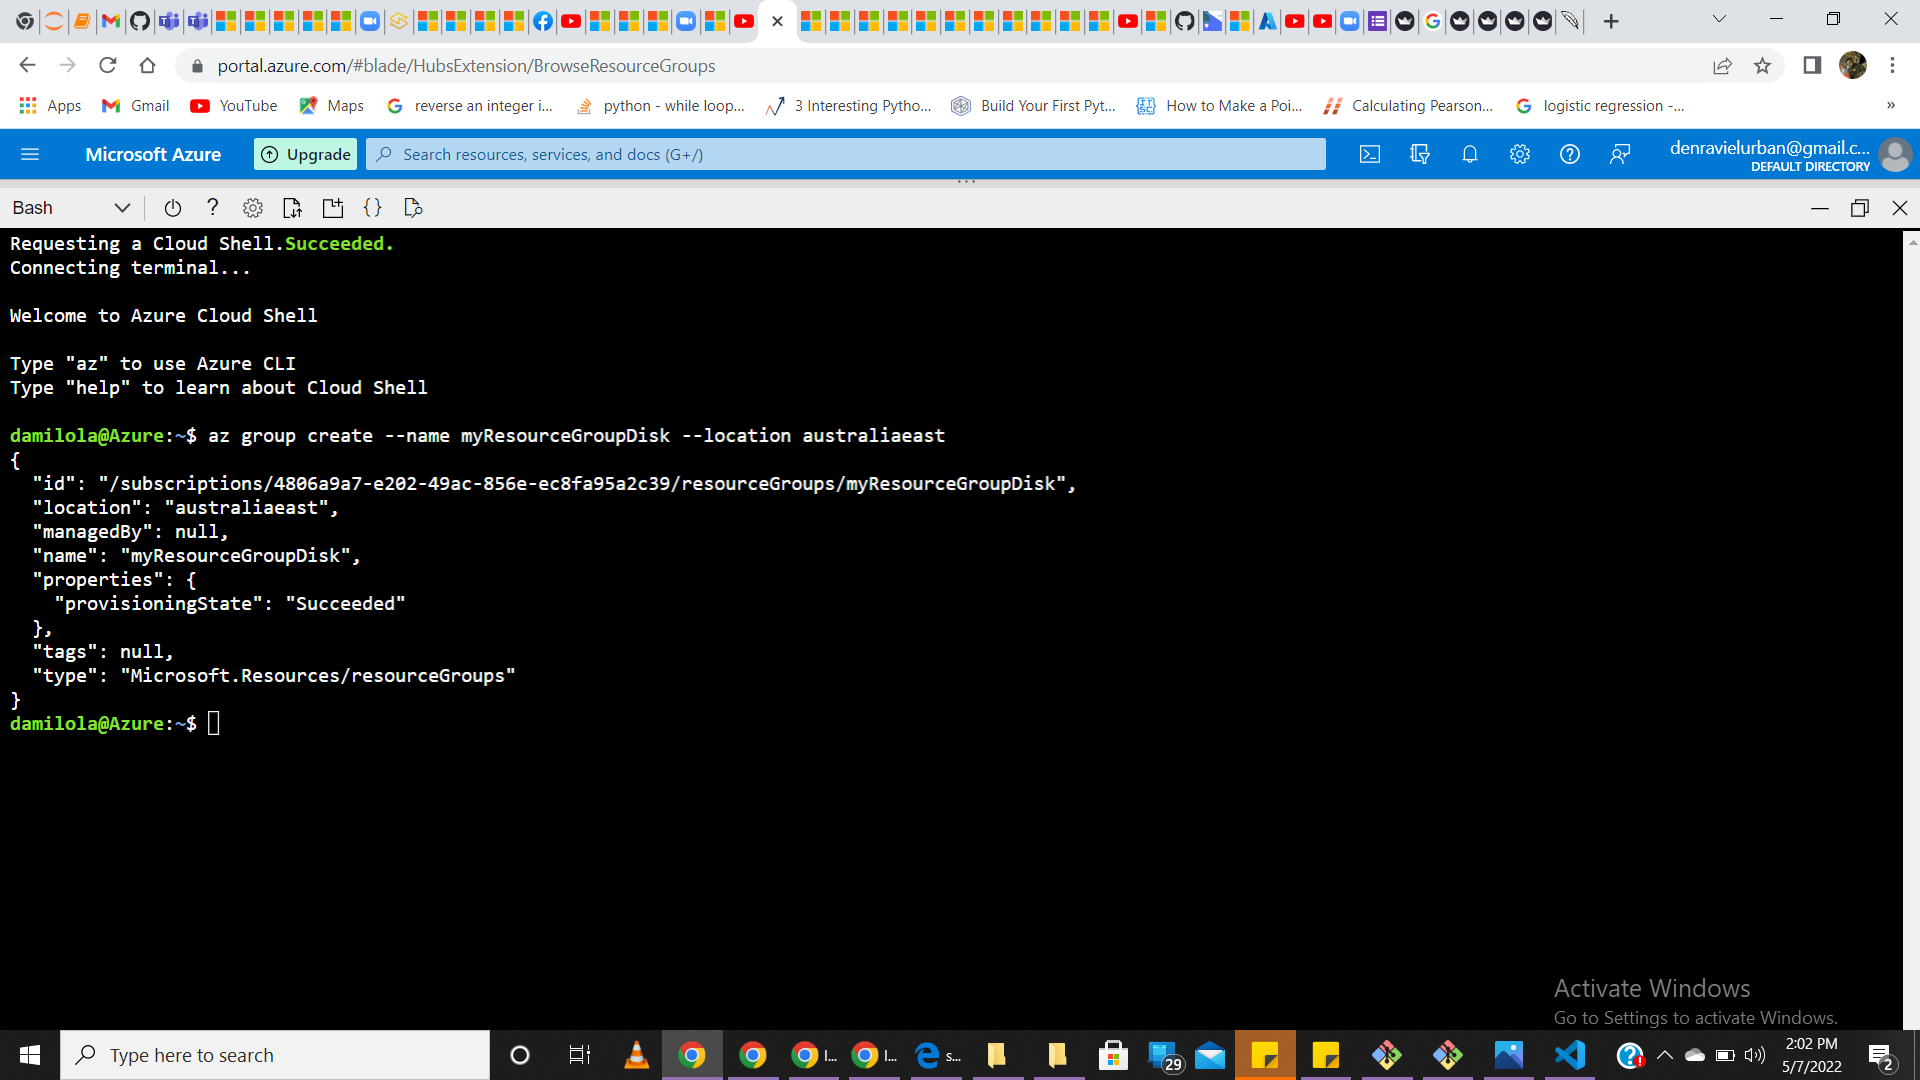 portal.azure.com/#blade/HubsExtension/BrowseResourceGroups
Apps Gmail YouTube Maps reverse an integer i... python - while loop... 3 Interesting Pytho... Build Your First Pyt... How to Make a Poi... Calculating Pearson... logistic regression -... »
Microsoft Azure Upgrade Search resources, services, and docs (G+/) denravielurban@gmail.c...
DEFAULT DIRECTORY
Bash
Requesting a Cloud Shell.Succeeded.
Connecting terminal...
Welcome to Azure Cloud Shell
Type "az" to use Azure CLI
Type "help" to learn about Cloud Shell
damilola@Azure:~$ az group create --name myResourceGroupDisk --location australiaeast
{
"id": "/subscriptions/4806a9a7-e202-49ac-856e-ec8fa95a2c39/resourceGroups/myResourceGroupDisk",
"location": "australiaeast",
"managedBy": null,
"name": "myResourceGroupDisk",
"properties": {
"provisioningState": "Succeeded"
},
"tags": null,
"type": "Microsoft.Resources/resourceGroups"
}
damilola@Azure:~$
Activate Windows
Go to Settings to activate Windows.
Type here to search I... I... s... 29 2:02 PM
5/7/2022 2